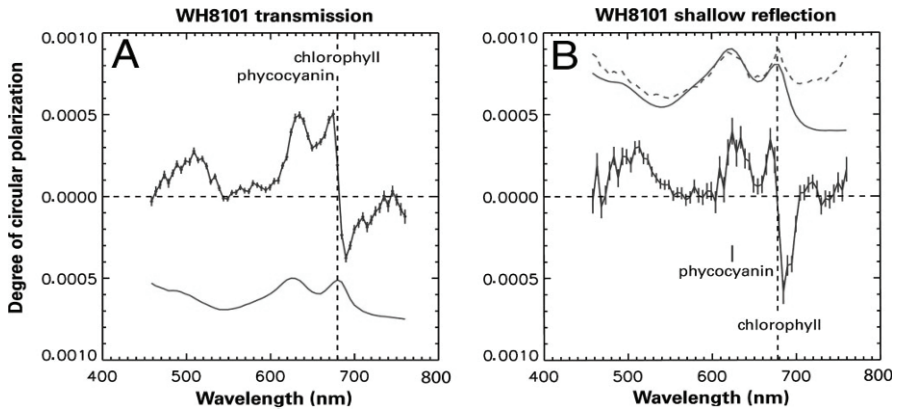 WH8101 transmission
A
chlorophyll
phycocyanin
0.0010
0.0005
0.0000
0.0005
0.0010
Degree of circular polarization
400 500 600 700 800
Wavelength (nm)
WH8101 shallow reflection
B
0.0010
0.0005
0.0000
0.0005
0.0010
phycocyanin
chlorophyll
400 500 600 700 800
Wavelength (nm)